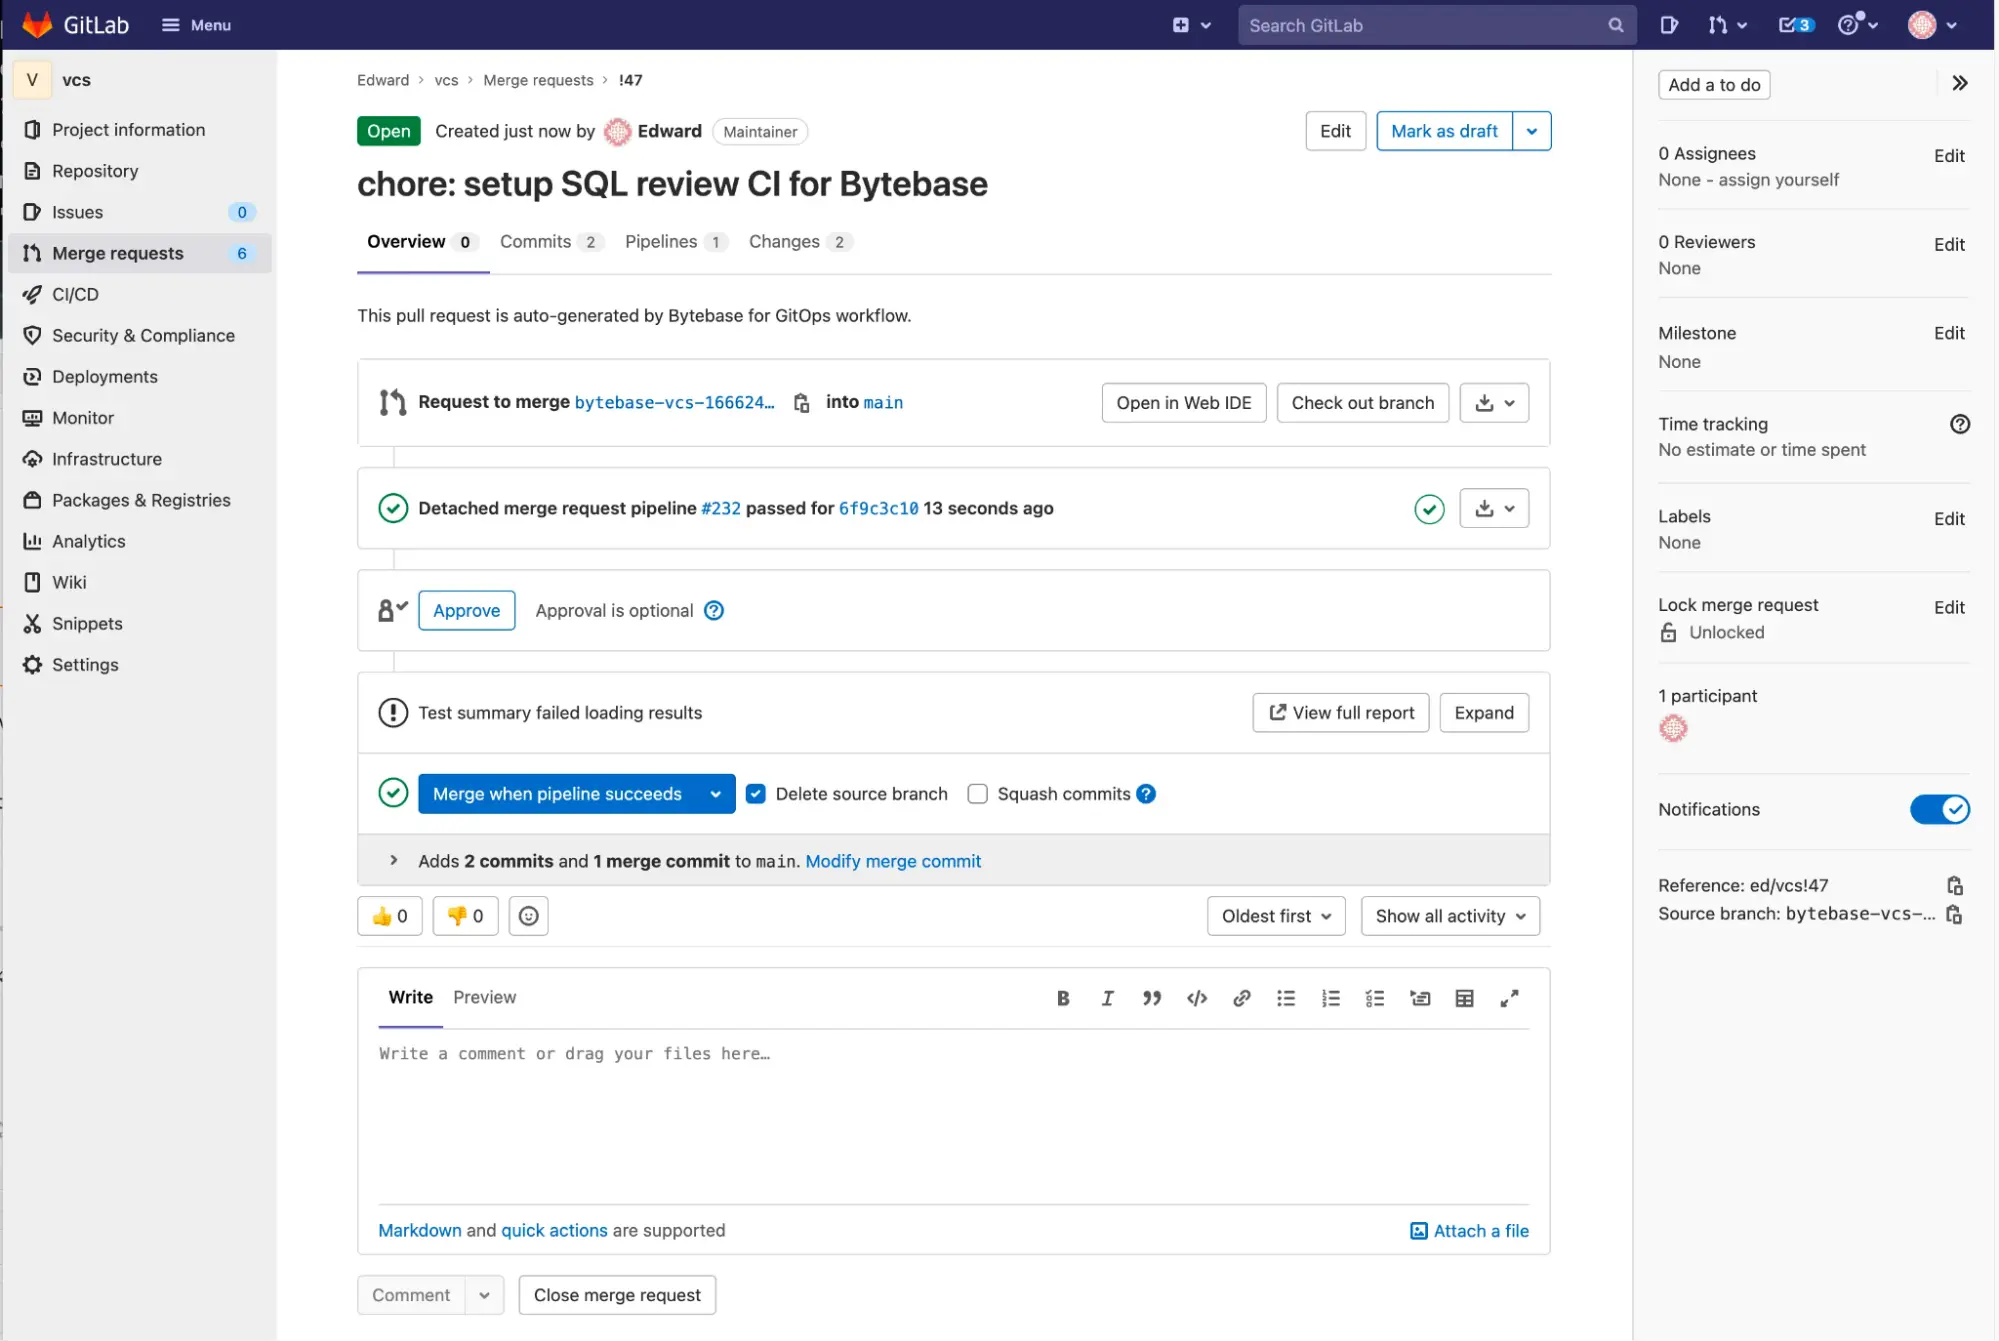 GitLab
Menu
Search GitLab
3
V
vcs
Project information
Repository
Issues 0
Merge requests 6
CI/CD
Security & Compliance
Deployments
Monitor
Infrastructure
Packages & Registries
Analytics
Wiki
Snippets
Settings
Edward › vcs › Merge requests › !47
Open Created just now by Edward Maintainer
Edit
Mark as draft
chore: setup SQL review CI for Bytebase
Overview 0 Commits 2 Pipelines 1 Changes 2
This pull request is auto-generated by Bytebase for GitOps workflow.
Request to merge bytebase-vcs-166624… into main
Open in Web IDE
Check out branch
Detached merge request pipeline #232 passed for 6f9c3c10 13 seconds ago
Approve Approval is optional
Test summary failed loading results
View full report
Expand
Merge when pipeline succeeds Delete source branch Squash commits
Adds 2 commits and 1 merge commit to main. Modify merge commit
👍 0 👎 0
Oldest first
Show all activity
Write Preview
Write a comment or drag your files here…
Markdown and quick actions are supported
Attach a file
Comment
Close merge request
Add a to do
0 Assignees Edit
None - assign yourself
0 Reviewers Edit
None
Milestone Edit
None
Time tracking
No estimate or time spent
Labels Edit
None
Lock merge request Edit
Unlocked
1 participant
Notifications
Reference: ed/vcs!47
Source branch: bytebase-vcs-…